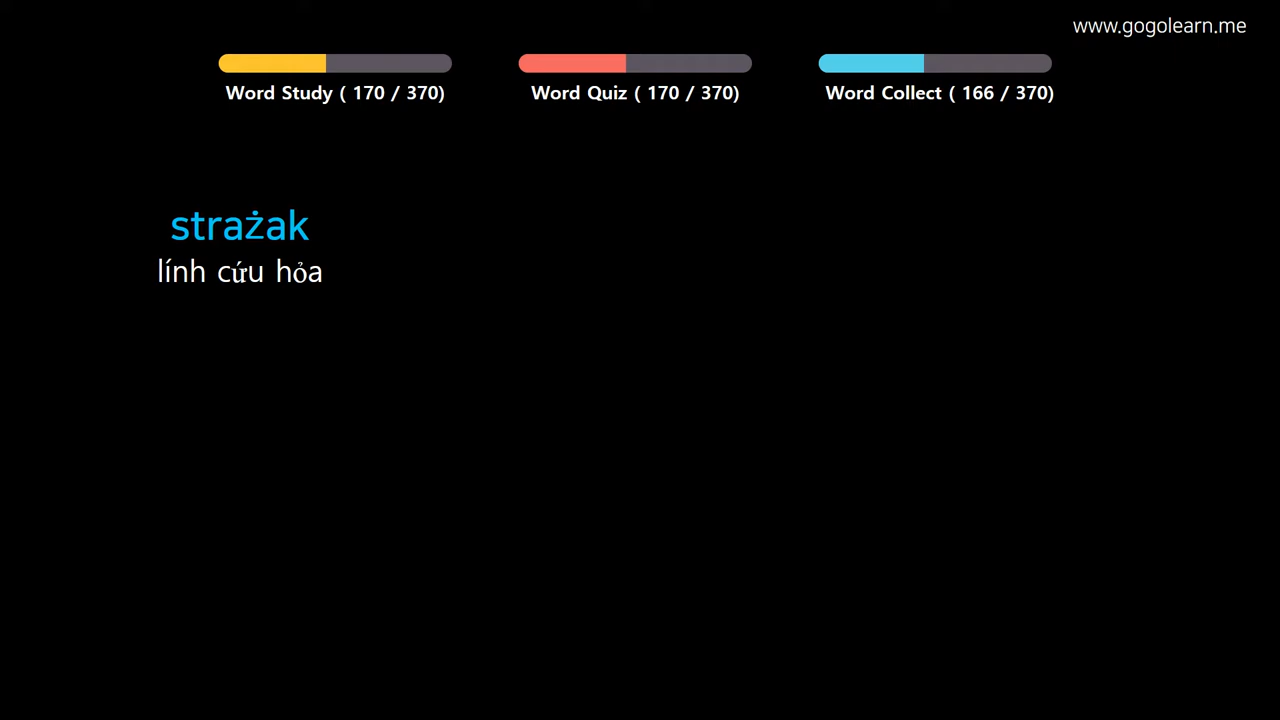 www.gogolearn.me
Word Study ( 170 / 370)
Word Quiz ( 170 / 370)
Word Collect ( 166 / 370)
strażak
lính cứu hỏa